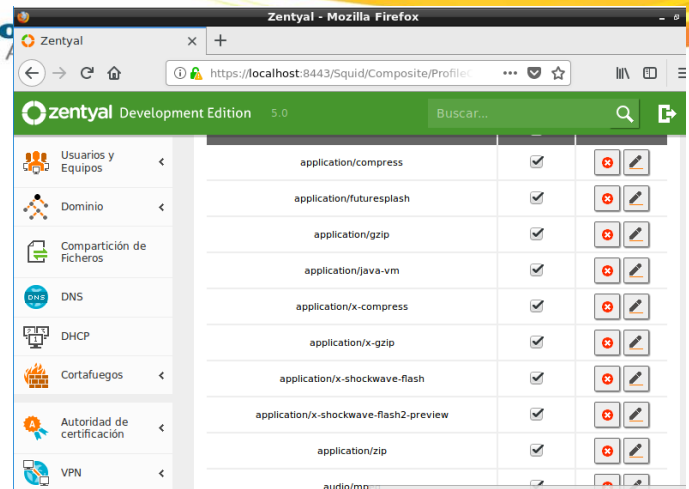 Zentyal - Mozilla Firefox
Zentyal
https://localhost:8443/Squid/Composite/Profile
zentyal Development Edition 5.0
Buscar...
Usuarios y
Equipos
Dominio
Compartición de
Ficheros
DNS
DNS
DHCP
Cortafuegos
Autoridad de
certificación
VPN
application/compress
application/futuresplash
application/gzip
application/java-vm
application/x-compress
application/x-gzip
application/x-shockwave-flash
application/x-shockwave-flash2-preview
application/zip